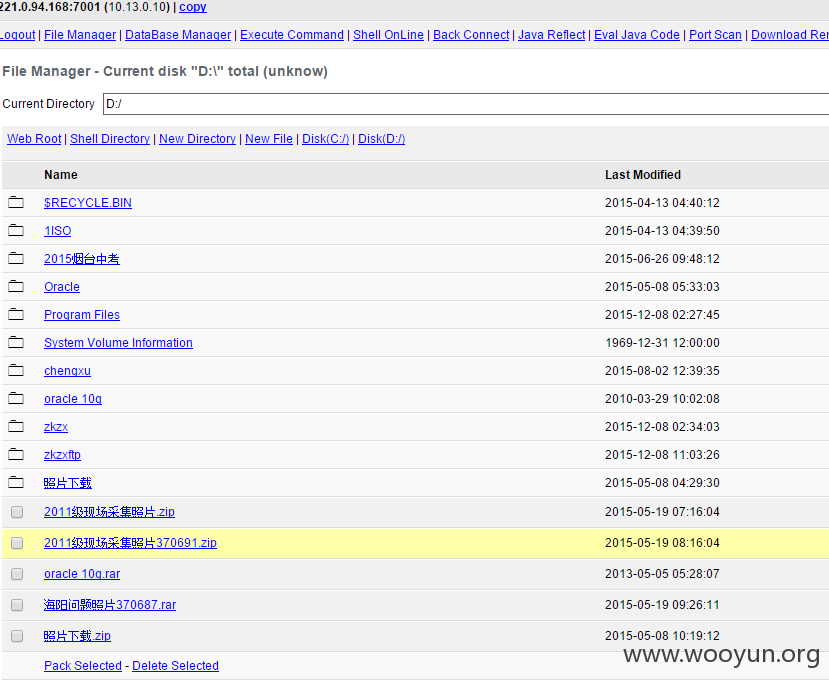 221.0.94.168:7001 (10.13.0.10) | copy
Logout | File Manager | DataBase Manager | Execute Command | Shell OnLine | Back Connect | Java Reflect | Eval Java Code | Port Scan | Download Rem
File Manager - Current disk "D:\" total (unknow)
Current Directory D:/
Web Root | Shell Directory | New Directory | New File | Disk(C:/) | Disk(D:/)
Name Last Modified
$RECYCLE.BIN 2015-04-13 04:40:12
1ISO 2015-04-13 04:39:50
2015烟台中考 2015-06-26 09:48:12
Oracle 2015-05-08 05:33:03
Program Files 2015-12-08 02:27:45
System Volume Information 1969-12-31 12:00:00
chengxu 2015-08-02 12:39:35
oracle 10g 2010-03-29 10:02:08
zkzx 2015-12-08 02:34:03
zkzxftp 2015-12-08 11:03:26
照片下载 2015-05-08 04:29:30
2011级现场采集照片.zip 2015-05-19 07:16:04
2011级现场采集照片370691.zip 2015-05-19 08:16:04
oracle 10g.rar 2013-05-05 05:28:07
海阳问题照片370687.rar 2015-05-19 09:26:11
照片下载.zip 2015-05-08 10:19:12
Pack Selected - Delete Selected
www.wooyun.org